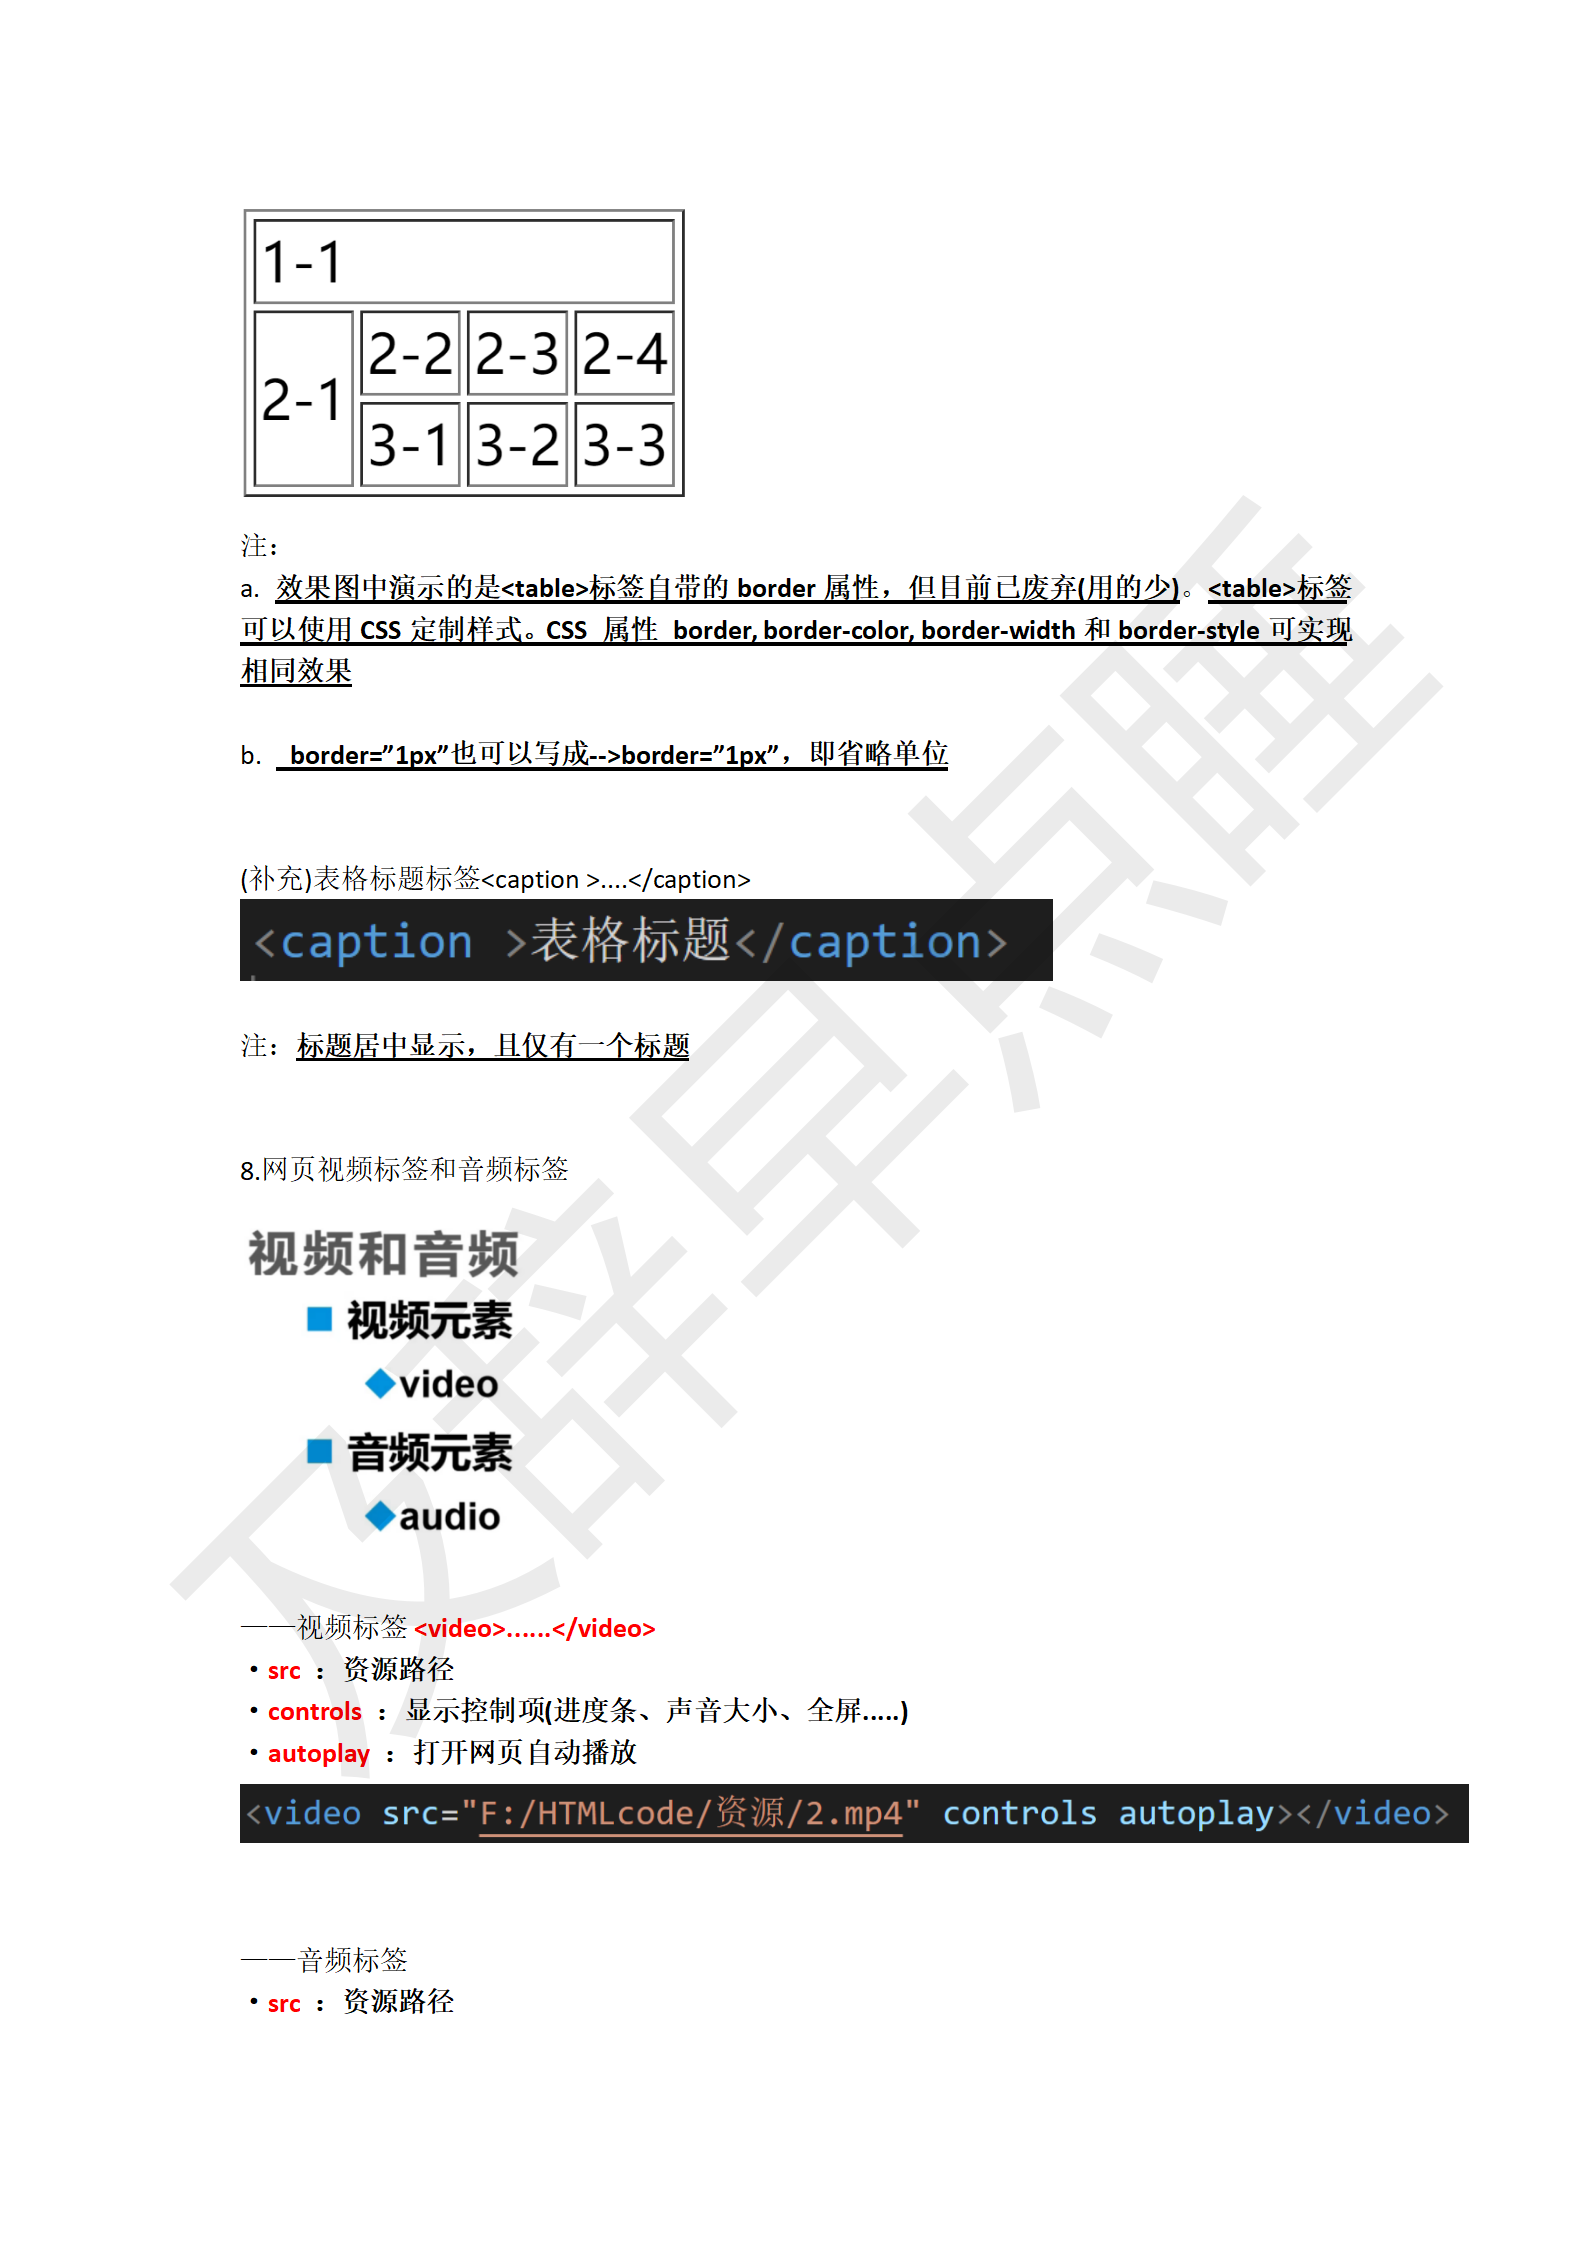 1-1
2-1 2-2 2-3 2-4
3-1 3-2 3-3
注：
a. 效果图中演示的是<table>标签自带的 border 属性，但目前已废弃(用的少)。<table>标签
可以使用 CSS 定制样式。CSS 属性 border, border-color, border-width 和 border-style 可实现
相同效果
b. border=”1px”也可以写成-->border=”1px”，即省略单位
(补充)表格标题标签<caption >....</caption>
<caption >表格标题</caption>
注：标题居中显示，且仅有一个标题
8.网页视频标签和音频标签
视频和音频
视频元素
video
音频元素
audio
——视频标签 <video>......</video>
• src ：资源路径
• controls ：显示控制项(进度条、声音大小、全屏.....)
• autoplay ：打开网页自动播放
<video src="F:/HTMLcode/资源/2.mp4" controls autoplay></video>
——音频标签
• src ：资源路径
及辞早点睡